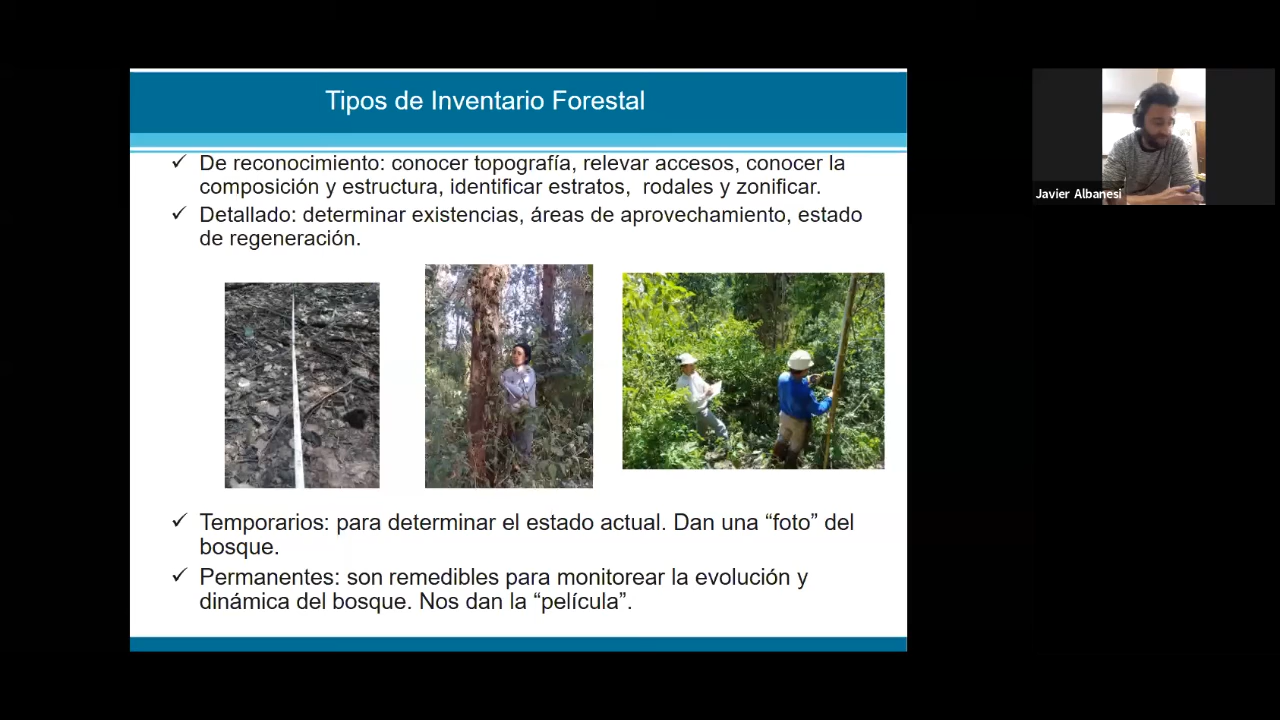 Tipos de Inventario Forestal
De reconocimiento: conocer topografía, relevar accesos, conocer la
composición y estructura, identificar estratos, rodales y zonificar.
Detallado: determinar existencias, áreas de aprovechamiento, estado
de regeneración.
Temporarios: para determinar el estado actual. Dan una “foto” del
bosque.
Permanentes: son remedibles para monitorear la evolución y
dinámica del bosque. Nos dan la “película”.
Javier Albanesi